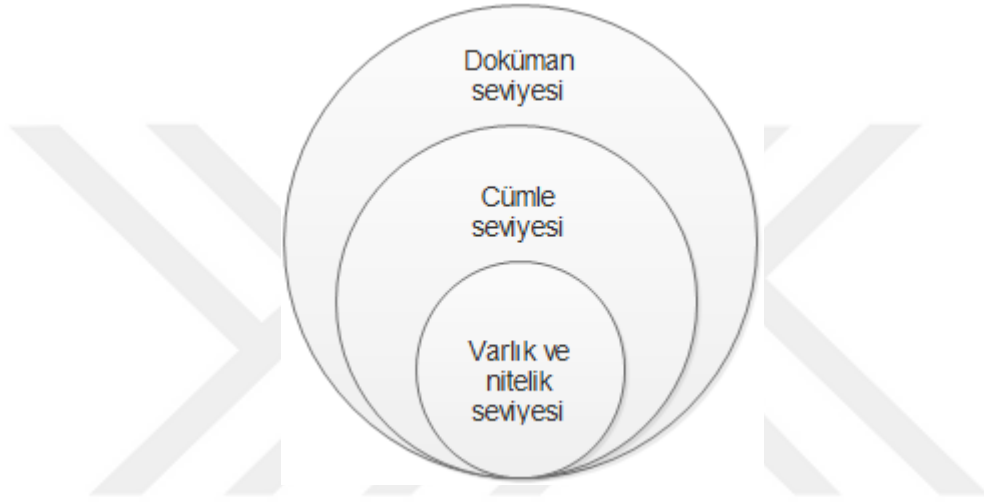 Doküman
seviyesi
Cümle
seviyesi
Varlık ve
nitelik
seviyesi